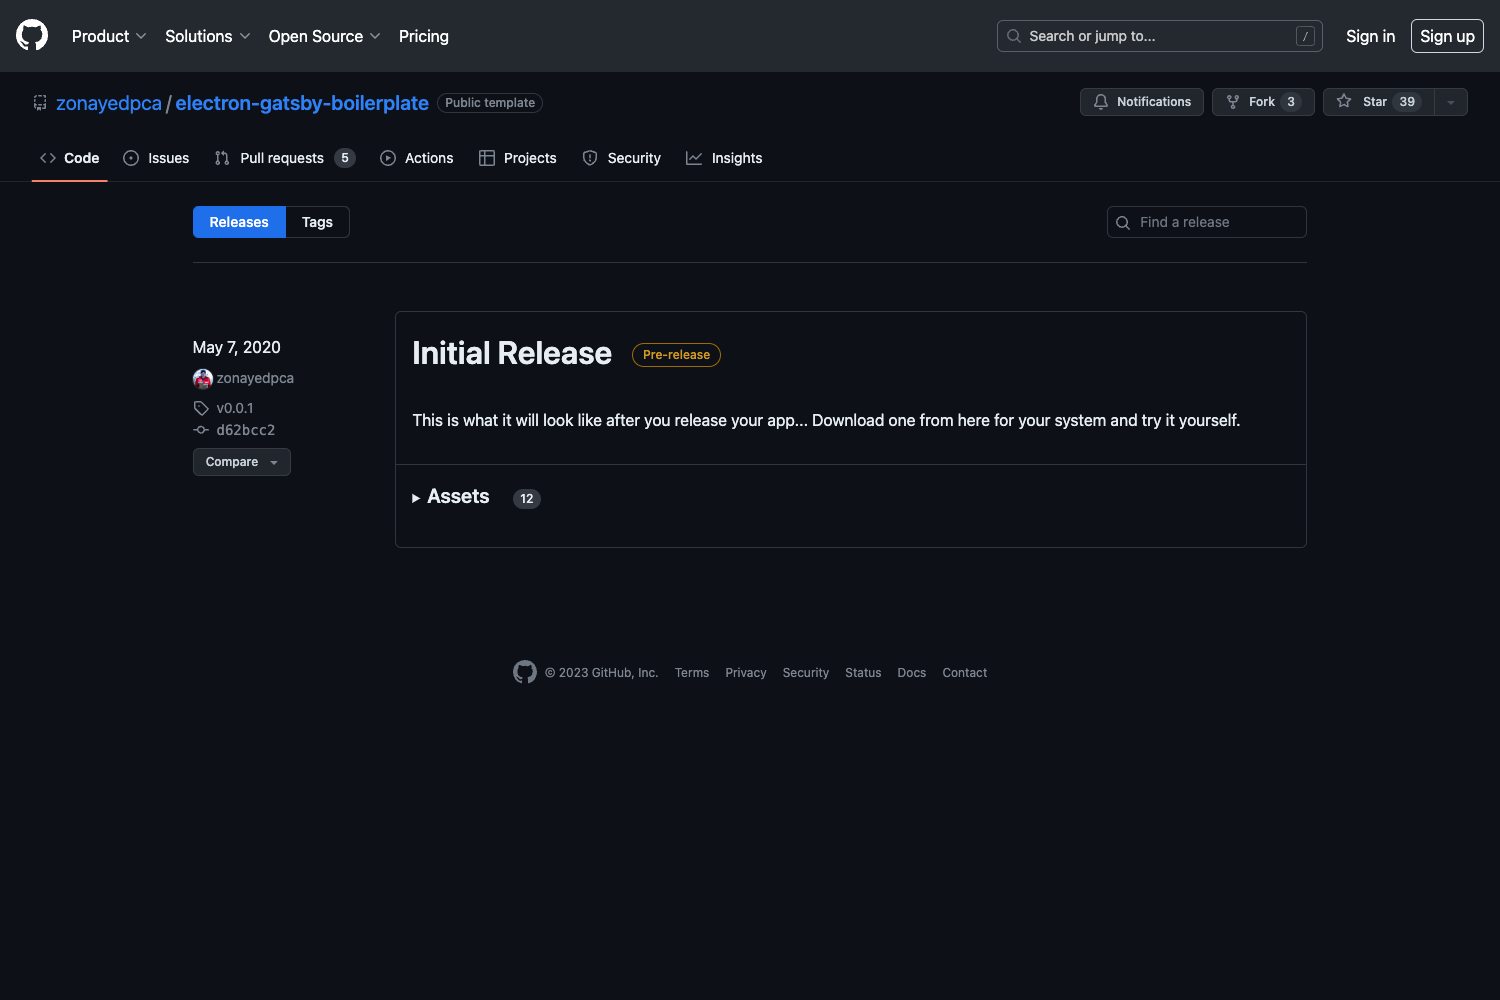 Product Solutions Open Source Pricing Search or jump to... / Sign in Sign up
zonayedpca / electron-gatsby-boilerplate Public template Notifications Fork 3 Star 39
Code Issues Pull requests 5 Actions Projects Security Insights
Releases Tags Find a release
May 7, 2020
zonayedpca
v0.0.1
d62bcc2
Compare
Initial Release Pre-release
This is what it will look like after you release your app... Download one from here for your system and try it yourself.
Assets 12
© 2023 GitHub, Inc. Terms Privacy Security Status Docs Contact